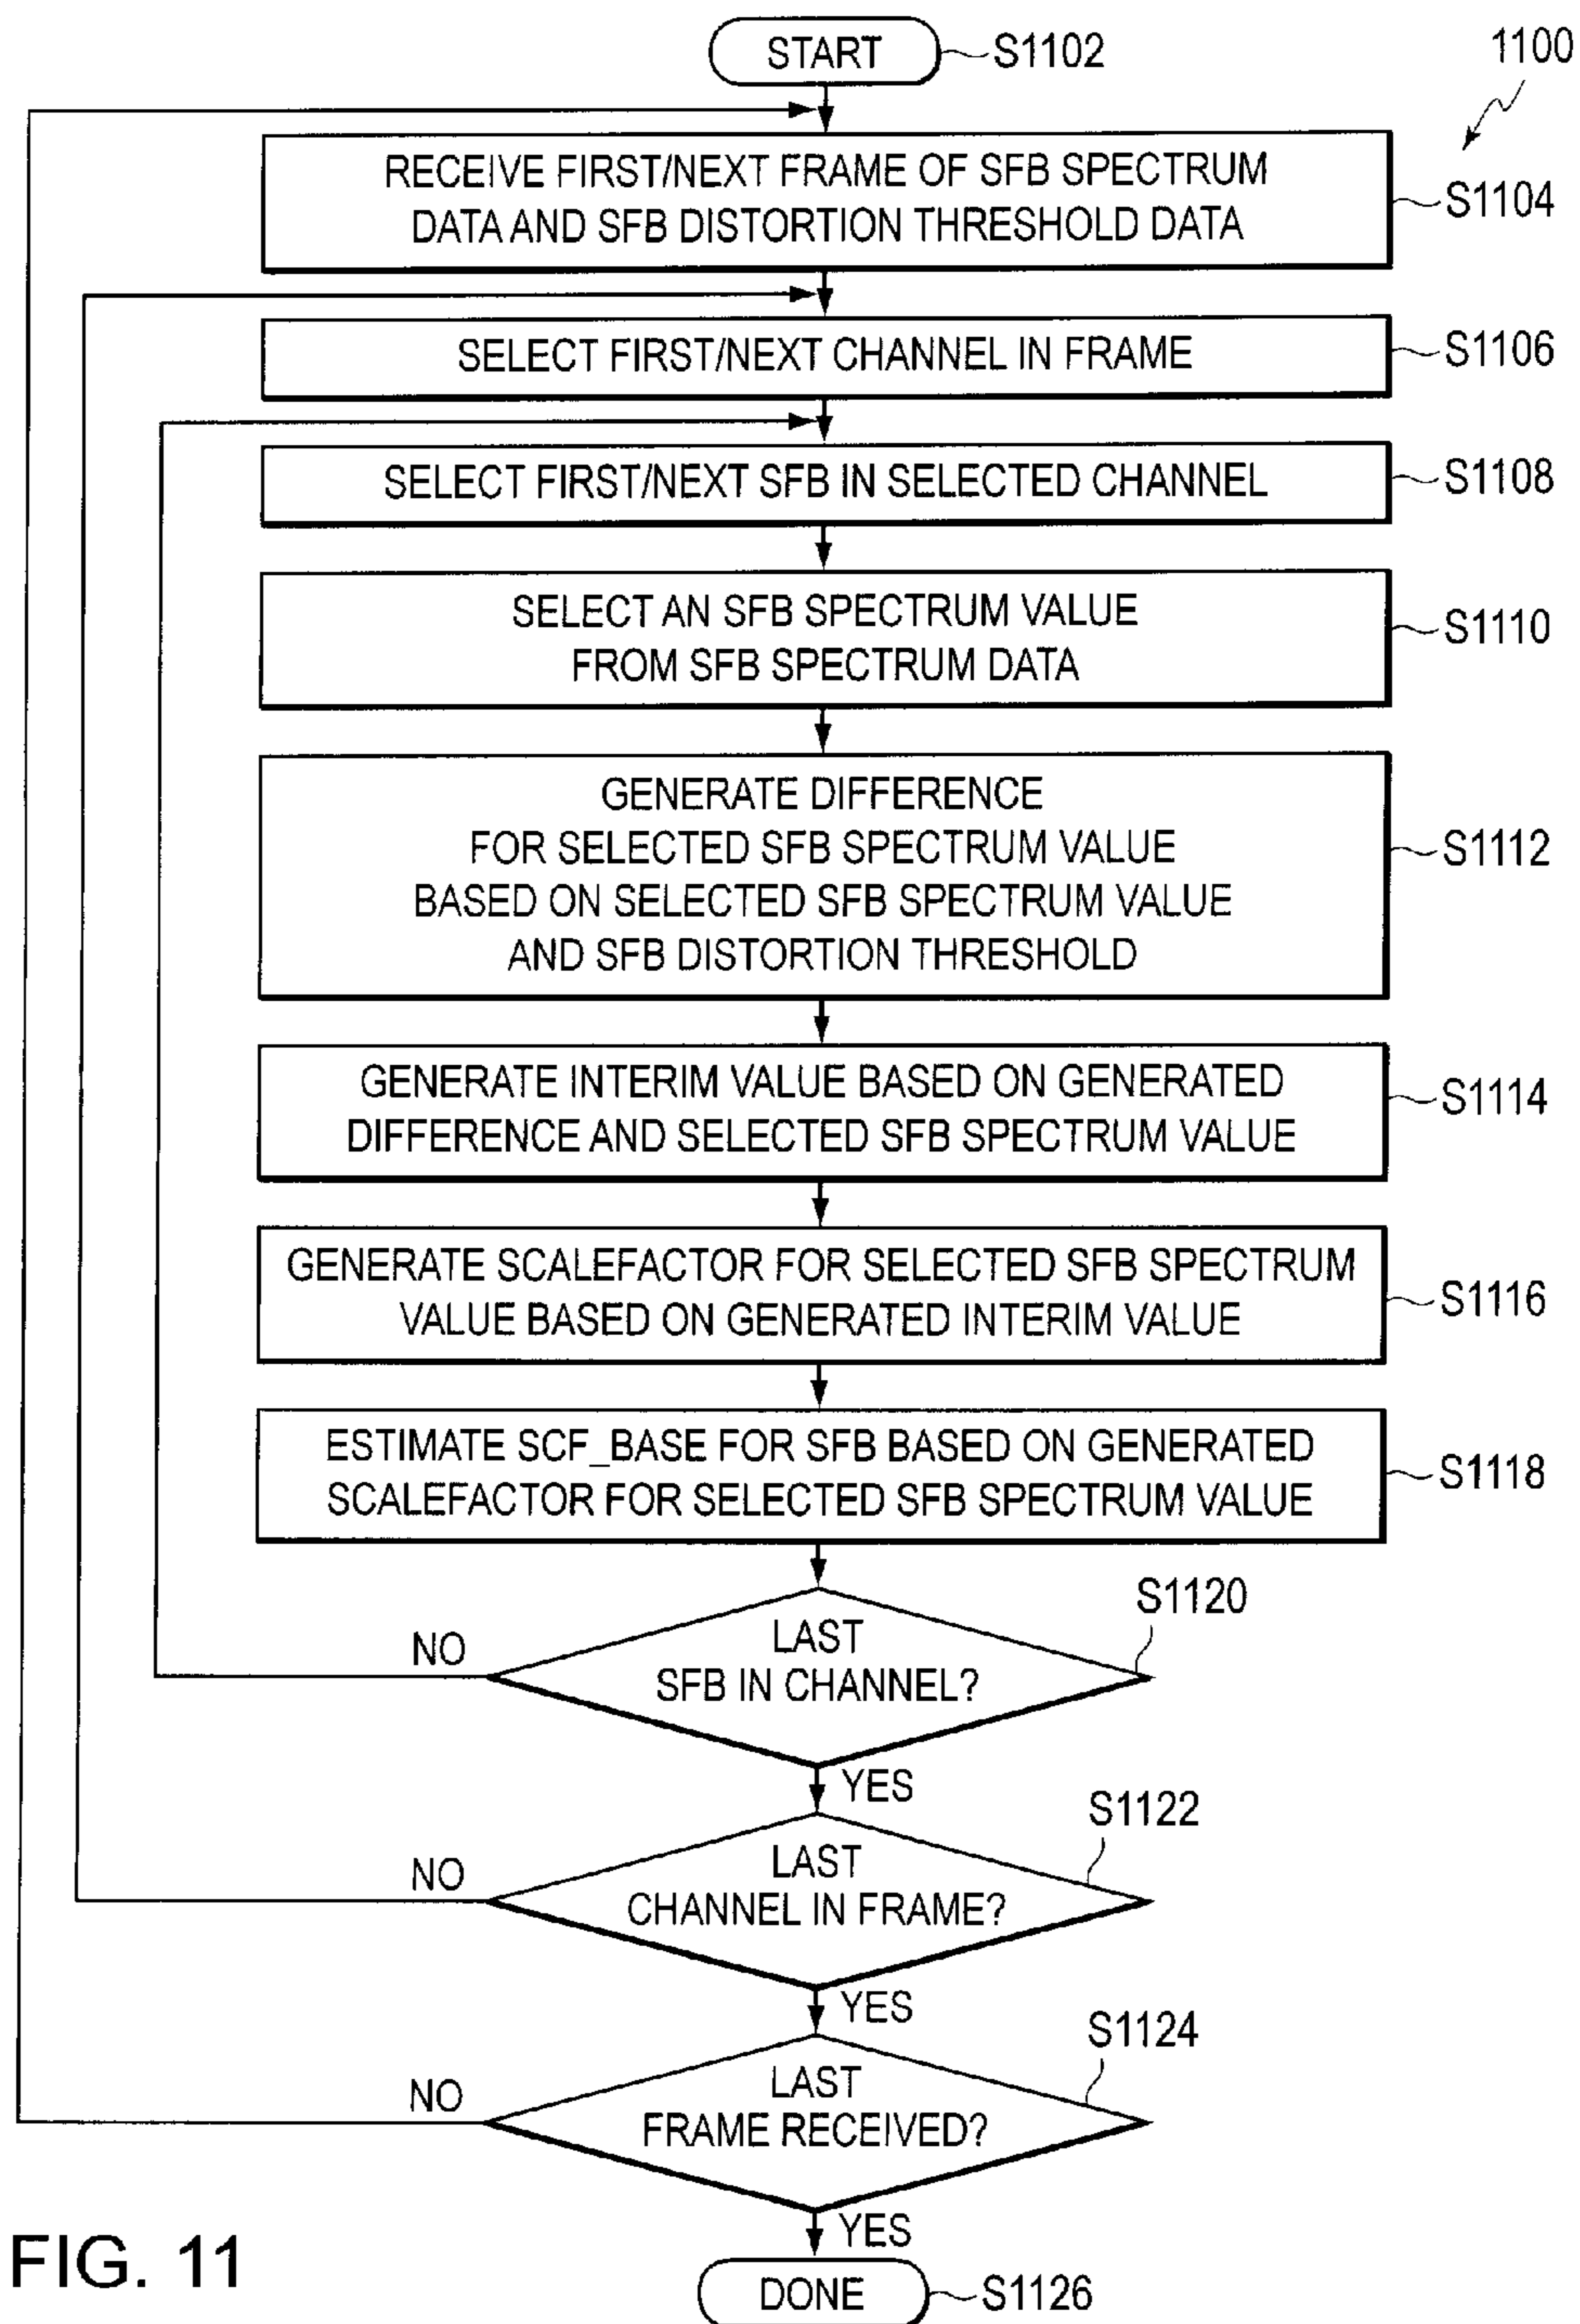 START
S1102
1100
RECEIVE FIRST/NEXT FRAME OF SFB SPECTRUM
DATA AND SFB DISTORTION THRESHOLD DATA
S1104
SELECT FIRST/NEXT CHANNEL IN FRAME
S1106
SELECT FIRST/NEXT SFB IN SELECTED CHANNEL
S1108
SELECT AN SFB SPECTRUM VALUE
FROM SFB SPECTRUM DATA
S1110
GENERATE DIFFERENCE
FOR SELECTED SFB SPECTRUM VALUE
BASED ON SELECTED SFB SPECTRUM VALUE
AND SFB DISTORTION THRESHOLD
S1112
GENERATE INTERIM VALUE BASED ON GENERATED
DIFFERENCE AND SELECTED SFB SPECTRUM VALUE
S1114
GENERATE SCALEFACTOR FOR SELECTED SFB SPECTRUM
VALUE BASED ON GENERATED INTERIM VALUE
S1116
ESTIMATE SCF_BASE FOR SFB BASED ON GENERATED
SCALEFACTOR FOR SELECTED SFB SPECTRUM VALUE
S1118
LAST
SFB IN CHANNEL?
S1120
NO
YES
LAST
CHANNEL IN FRAME?
S1122
NO
YES
LAST
FRAME RECEIVED?
S1124
NO
YES
DONE
S1126
FIG. 11